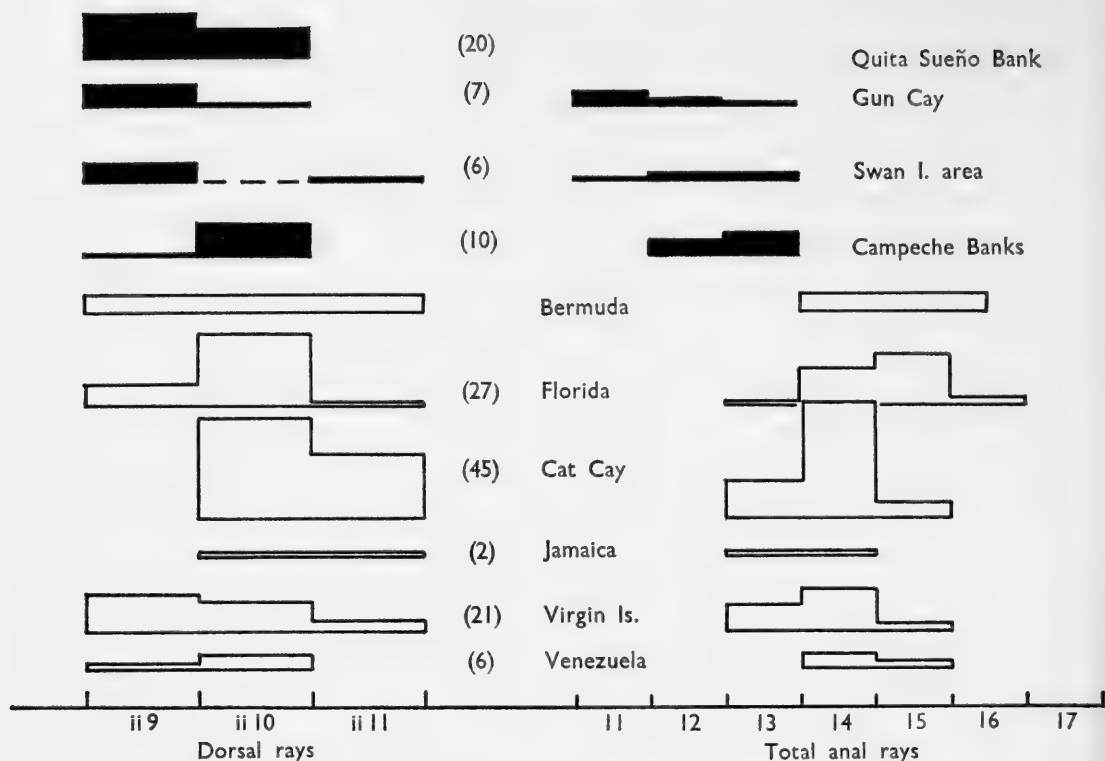 (20) Quita Sueño Bank
(7) Gun Cay
(6) Swan I. area
(10) Campeche Banks
Bermuda
(27) Florida
(45) Cat Cay
(2) Jamaica
(21) Virgin Is.
(6) Venezuela
ii 9 ii 10 ii 11 11 12 13 14 15 16 17
Dorsal rays Total anal rays